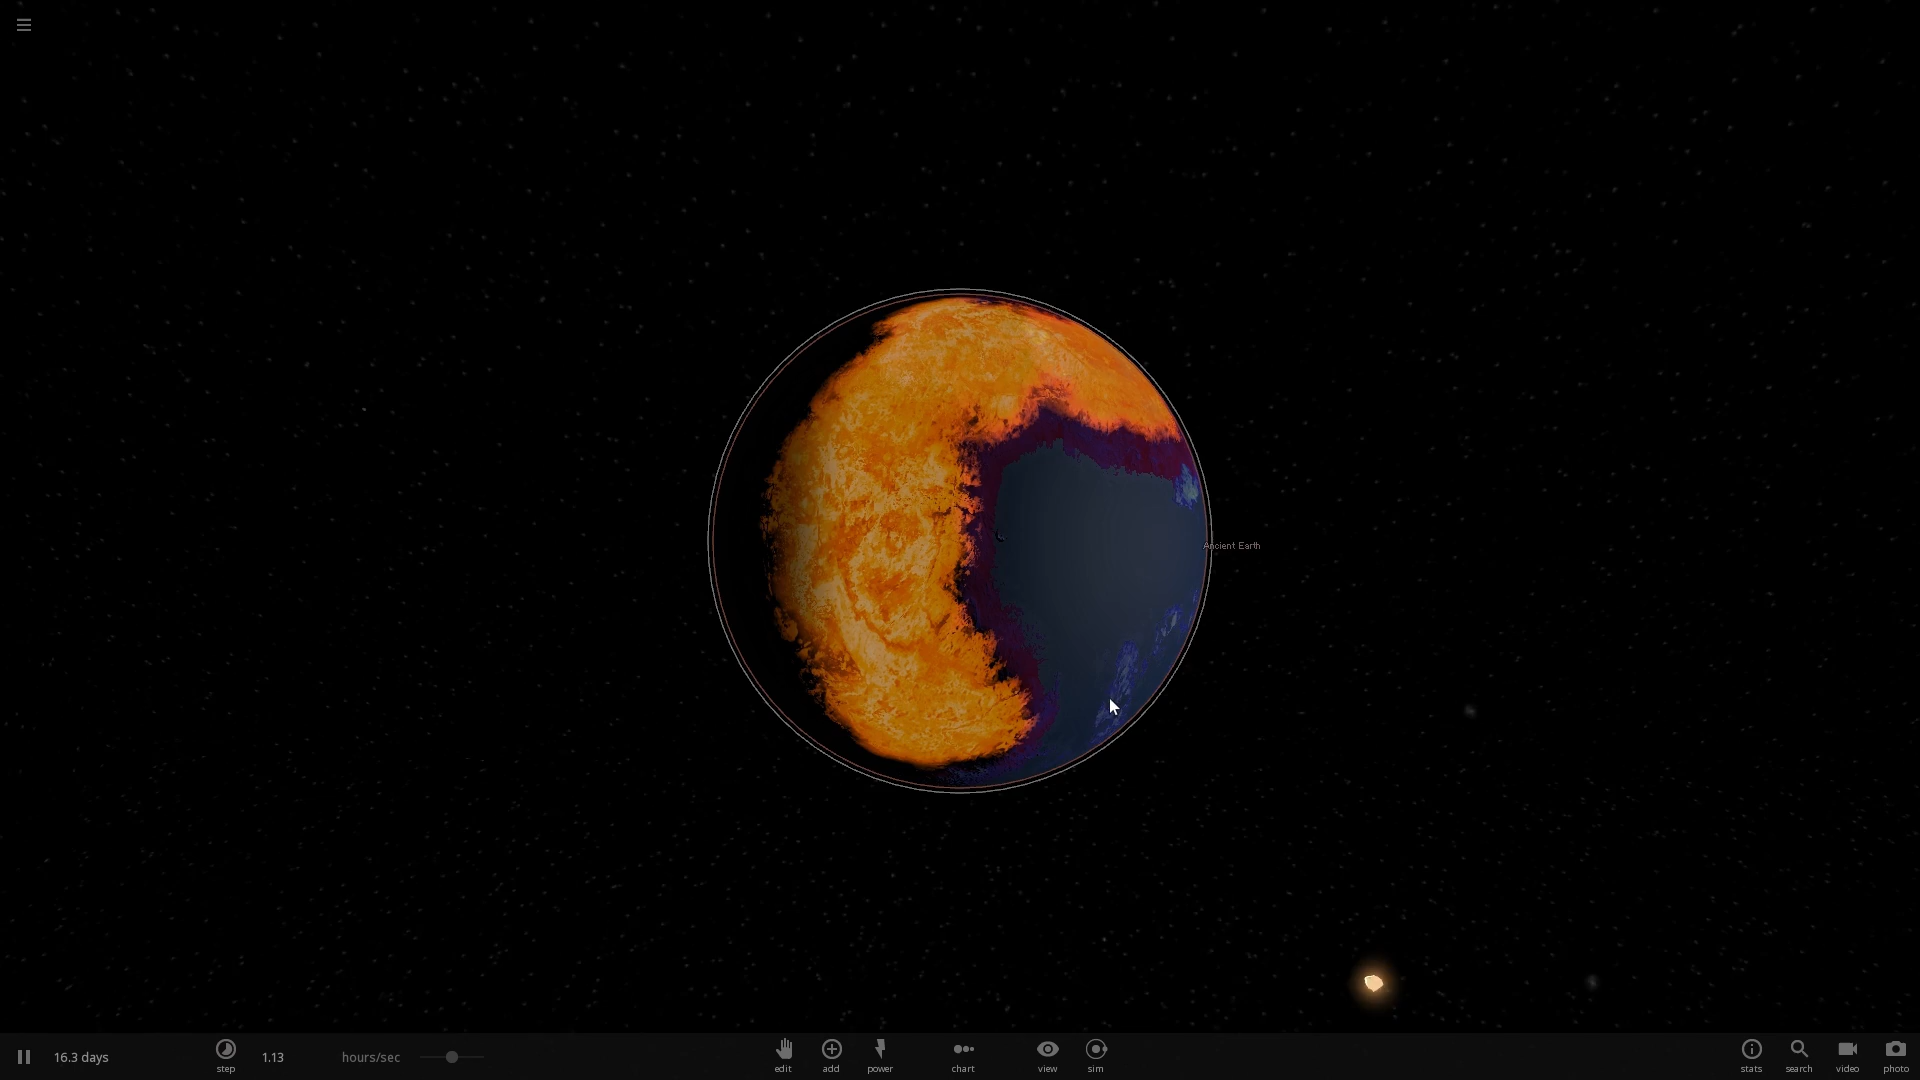 Ancient Earth
16.3 days
step
1.13
hours/sec
edit
add
power
chart
view
sim
stats
search
video
photo